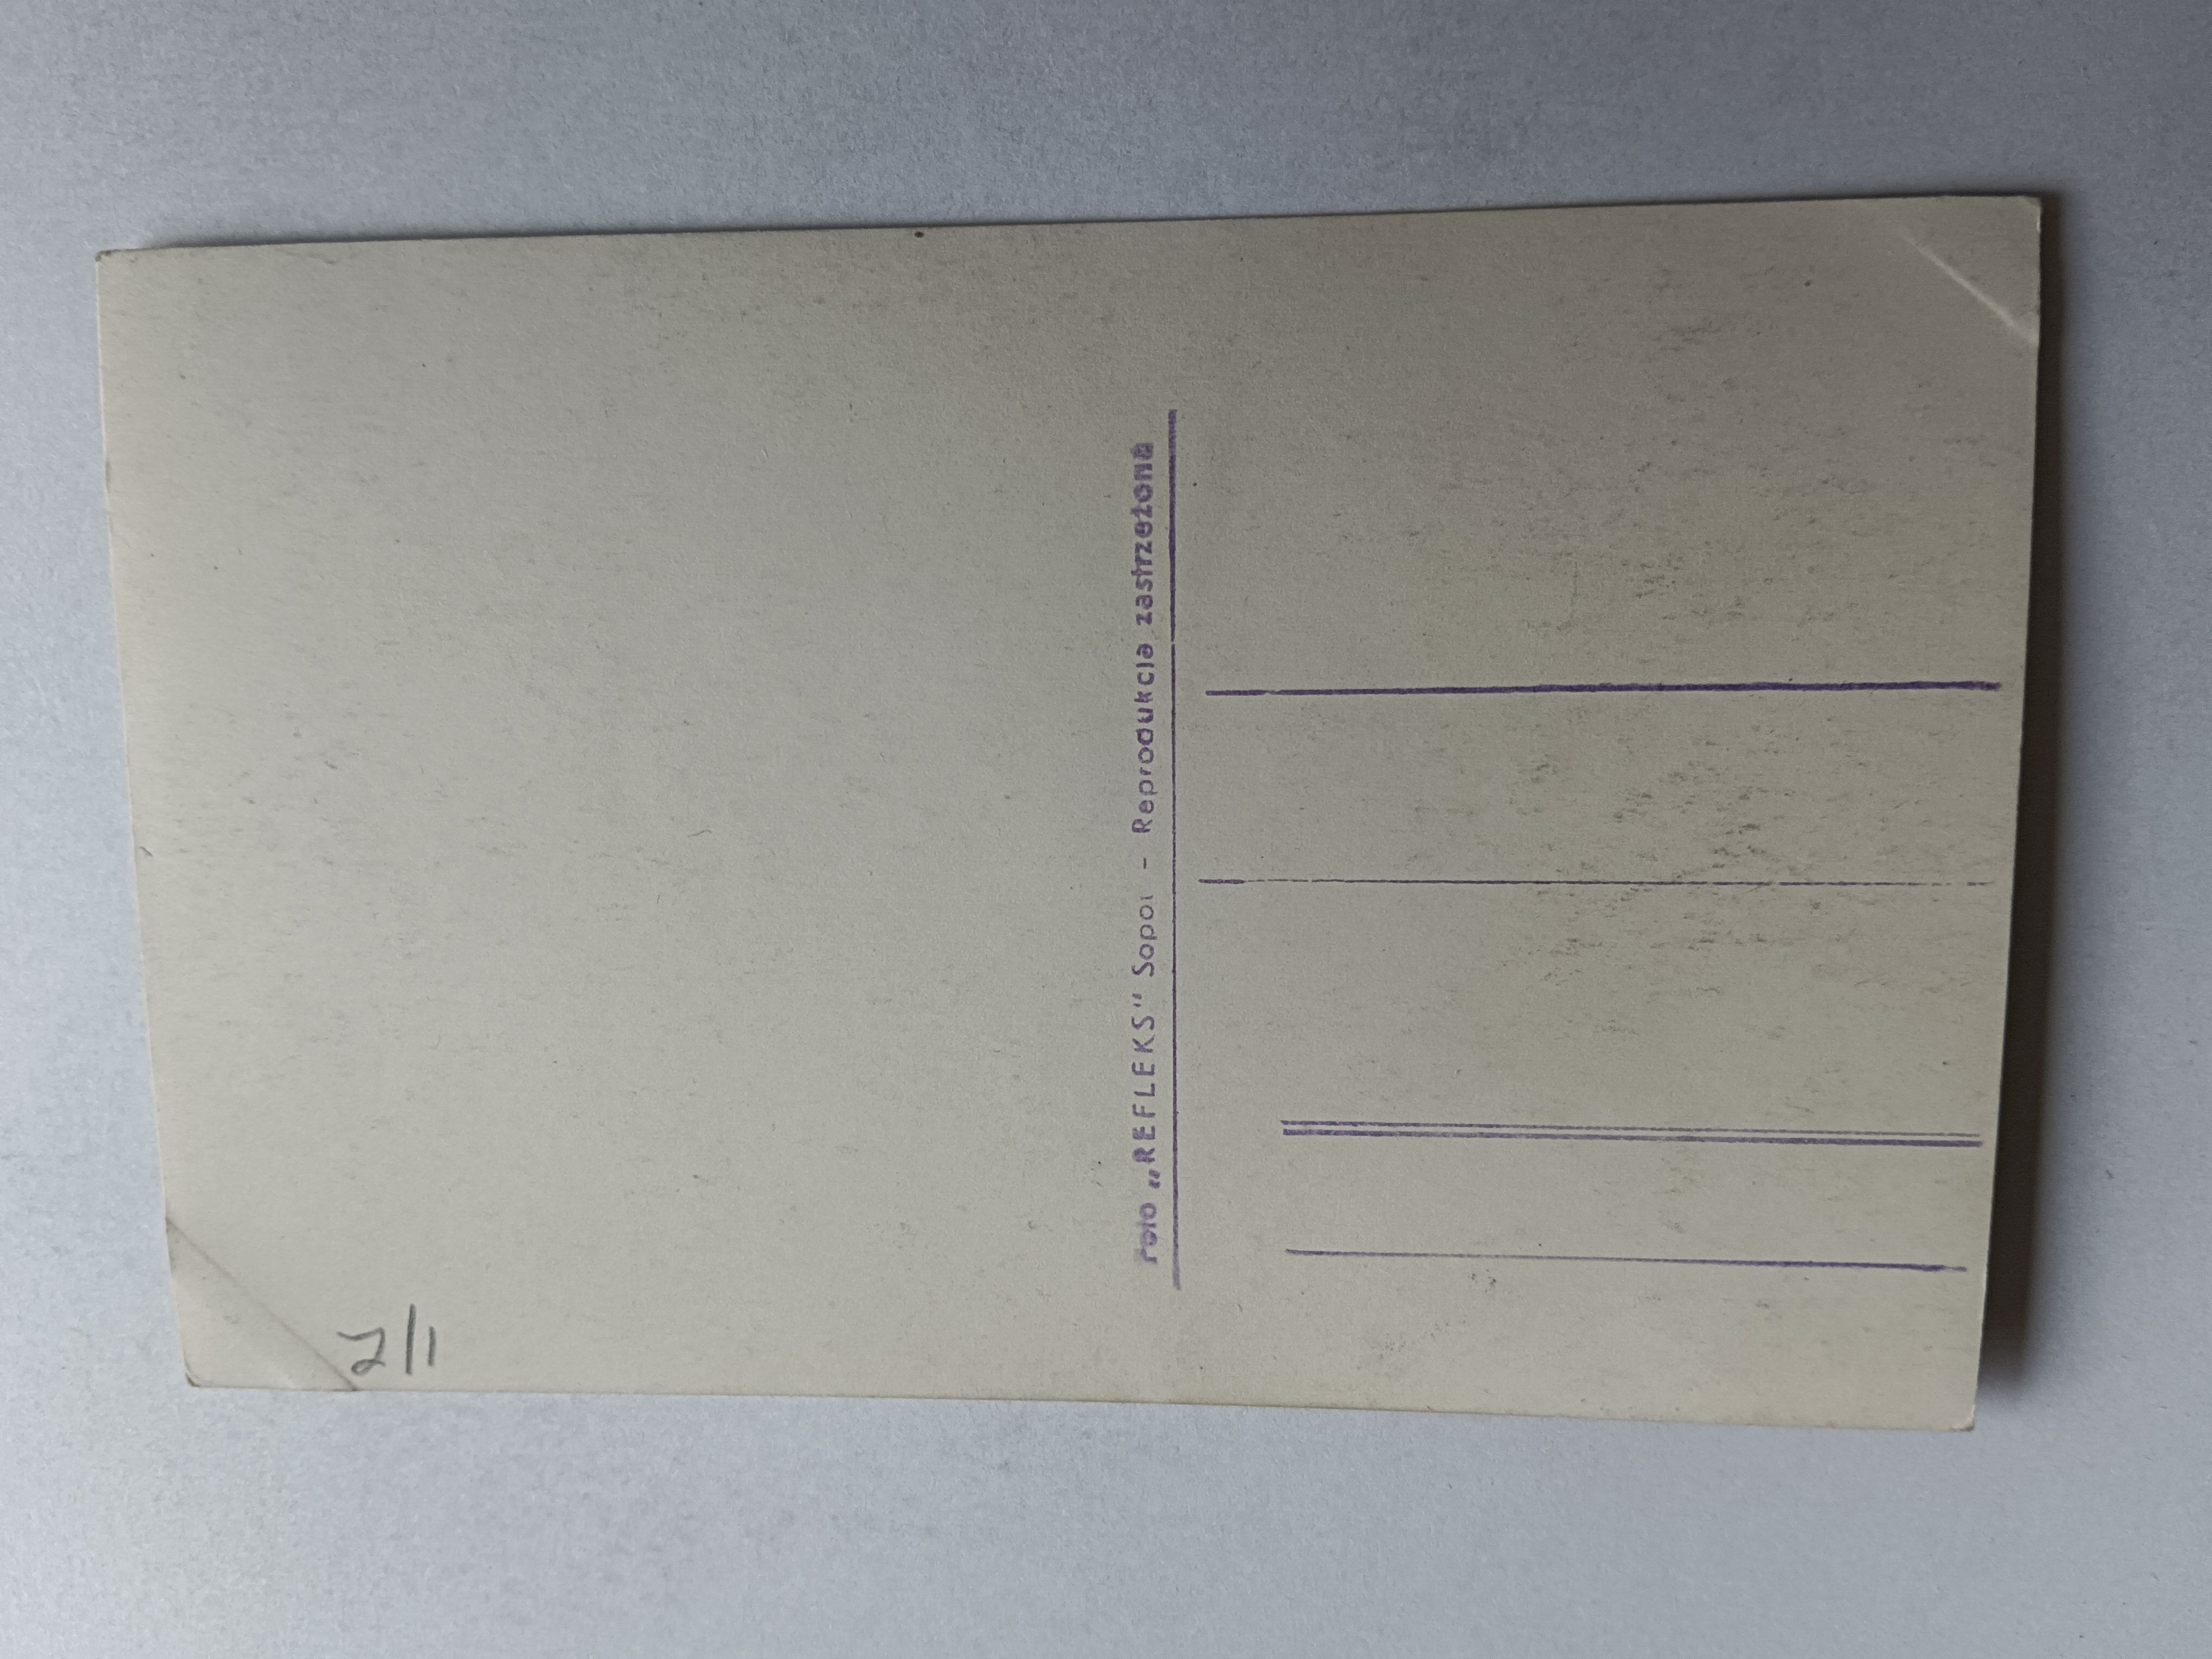 Foto „REFLEKS" Sopot - Reprodukcja zastrzeżona
2/1